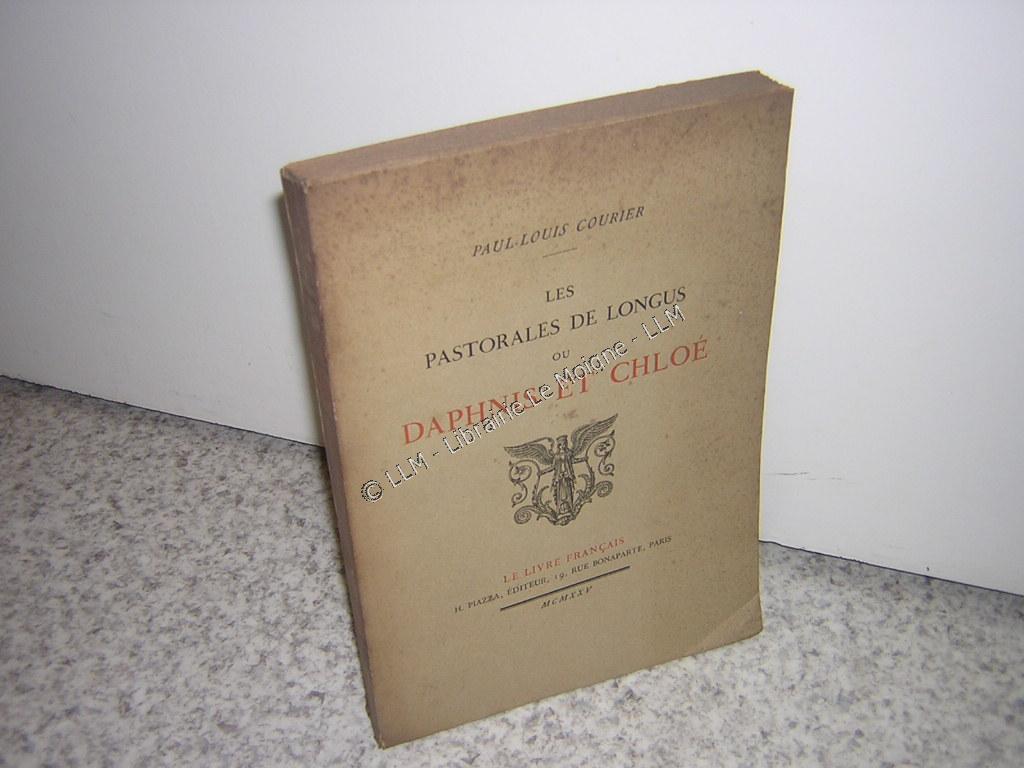 PAUL-LOUIS COURIER
LES
PASTORALES DE LONGUS
OU
DAPHNIS ET CHLOÉ
© LLM - Librairie Le Moigne - LLM
LE LIVRE FRANÇAIS
H. PIAZZA, ÉDITEUR, 19, RUE BONAPARTE, PARIS
MCMXXV